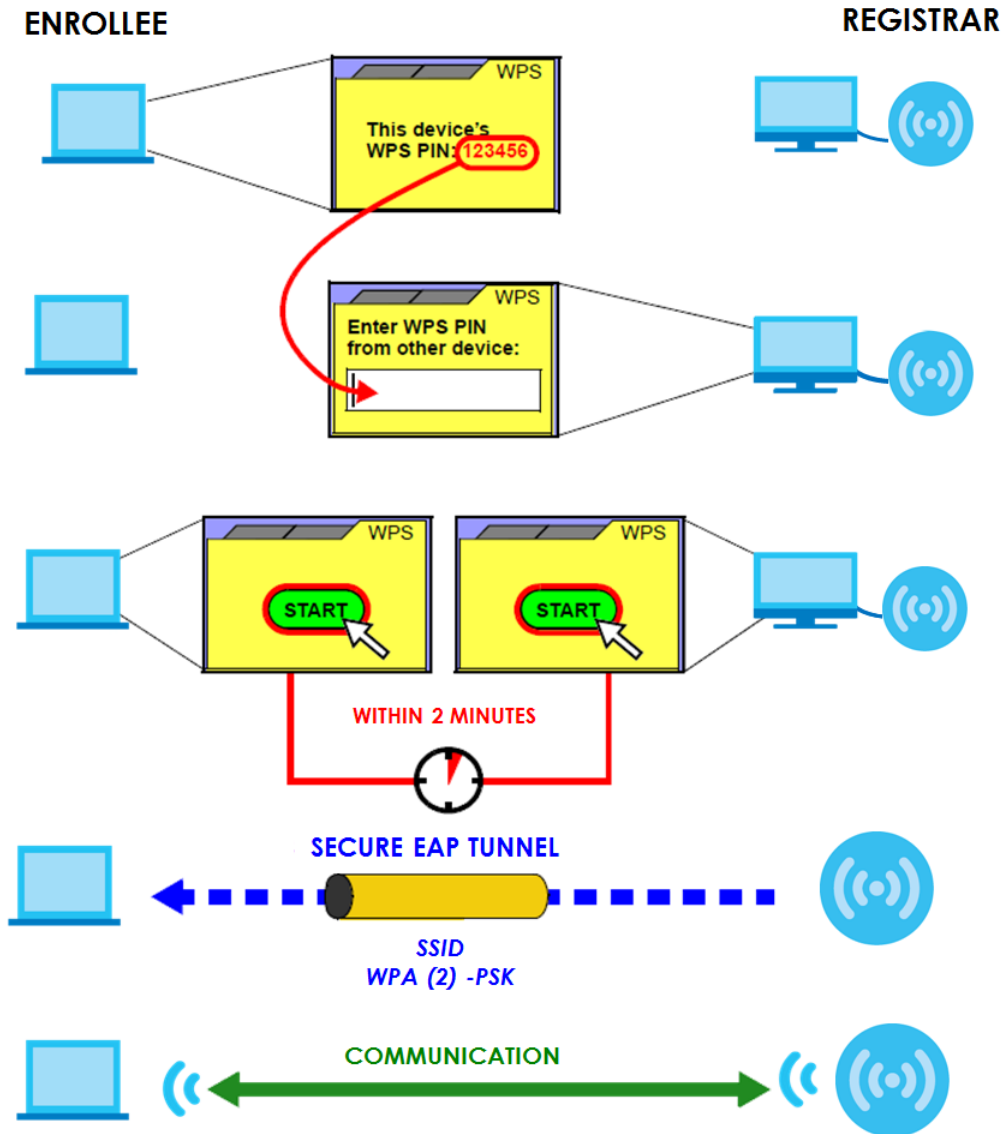 ENROLLEE
REGISTRAR
WPS
This device's
WPS PIN: 123456
WPS
Enter WPS PIN
from other device:
WPS
START
WPS
START
WITHIN 2 MINUTES
SECURE EAP TUNNEL
SSID
WPA (2) -PSK
COMMUNICATION